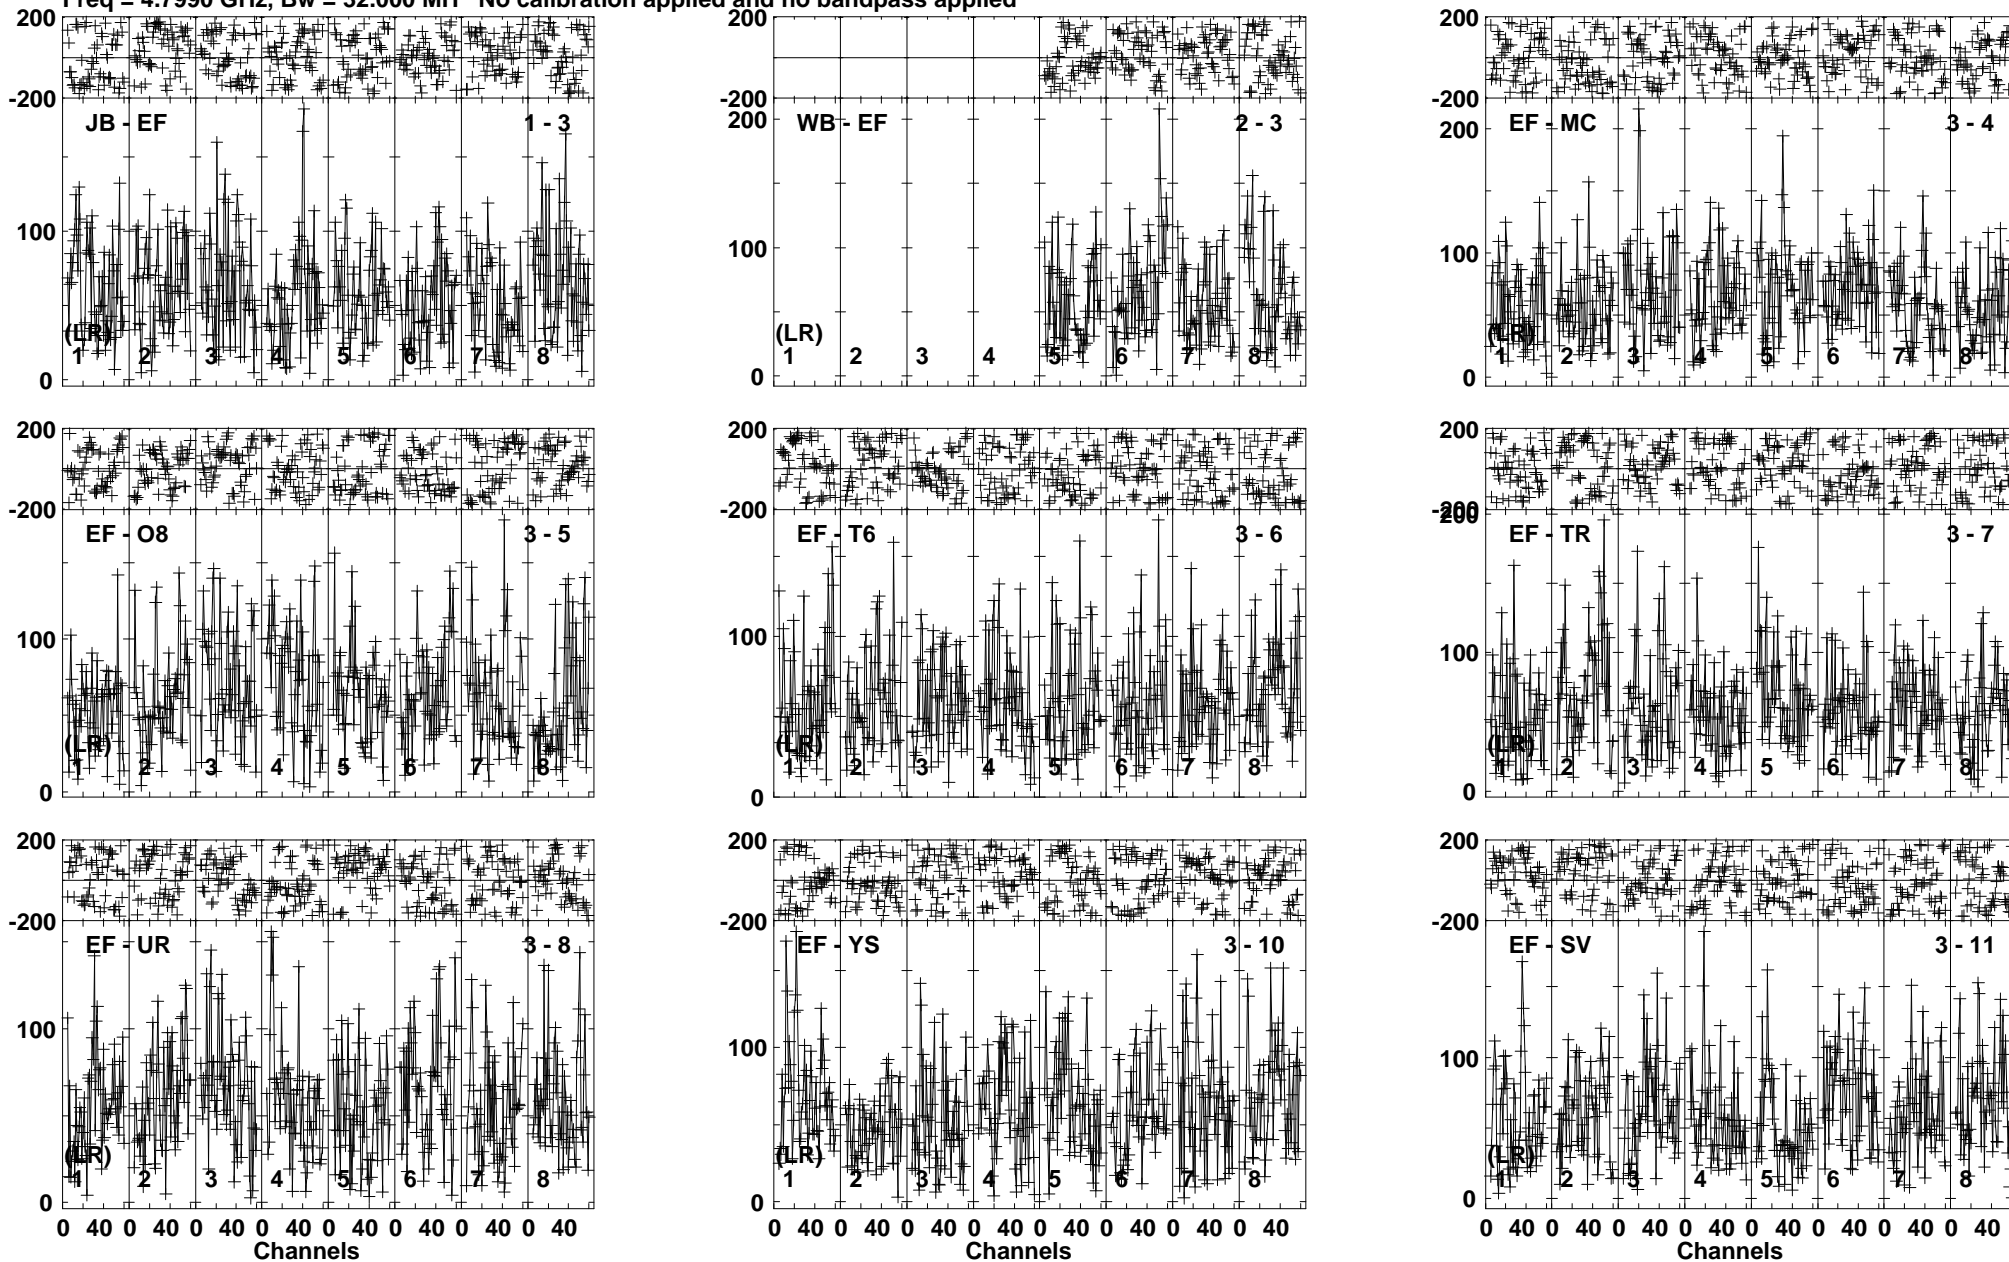 Freq = 4.7990 GHz, Bw = 32.000 MH No calibration applied and no bandpass applied
200 200 200
-200 -200 -200
JB - EF 1 - 3 WB - EF 2 - 3 EF - MC 3 - 4
200 200
100 100 100
(LR) (LR) (LR)
1 2 3 4 5 6 7 8 1 2 3 4 5 6 7 8 1 2 3 4 5 6 7 8
0 0 0
200 200 200
-200 -200 -200
200
EF - O8 3 - 5 EF - T6 3 - 6 EF - TR 3 - 7
100 100 100
(LR) (LR) (LR)
1 2 3 4 5 6 7 8 1 2 3 4 5 6 7 8 1 2 3 4 5 6 7 8
0 0 0
200 200 200
-200 -200 -200
EF - UR 3 - 8 EF - YS 3 - 10 EF - SV 3 - 11
100 100 100
(LR) (LR) (LR)
1 2 3 4 5 6 7 8 1 2 3 4 5 6 7 8 1 2 3 4 5 6 7 8
0 0 0
0 40 0 40 0 40 0 40 0 40 0 40 0 40 0 40 0 40 0 40 0 40 0 40 0 40 0 40 0 40 0 40 0 40 0 40 0 40 0 40 0 40 0 40 0 40 0 40
Channels Channels Channels